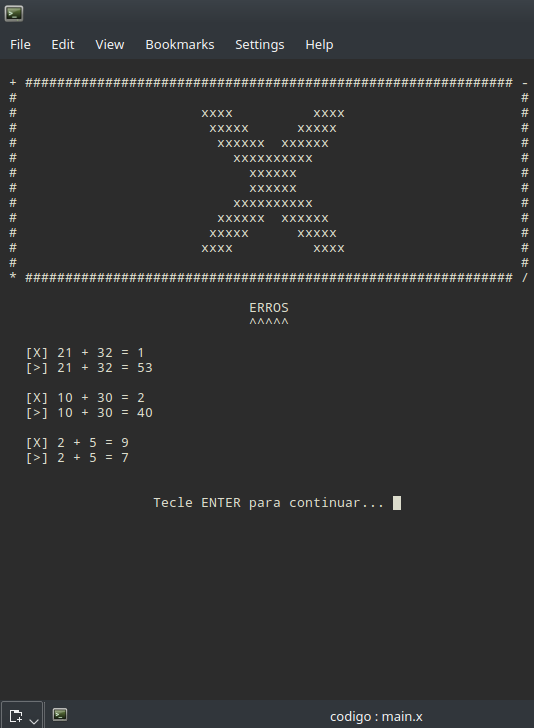 File Edit View Bookmarks Settings Help
+ ############################################################# -
# #
# xxxx xxxx #
# xxxxx xxxxx #
# xxxxxx xxxxxx #
# xxxxxxxxxx #
# xxxxxx #
# xxxxxx #
# xxxxxxxxxx #
# xxxxxx xxxxxx #
# xxxxx xxxxx #
# xxxx xxxx #
# #
* ############################################################# /
ERROS
^^^^^
[X] 21 + 32 = 1
[>] 21 + 32 = 53
[X] 10 + 30 = 2
[>] 10 + 30 = 40
[X] 2 + 5 = 9
[>] 2 + 5 = 7
Tecle ENTER para continuar...
codigo : main.x